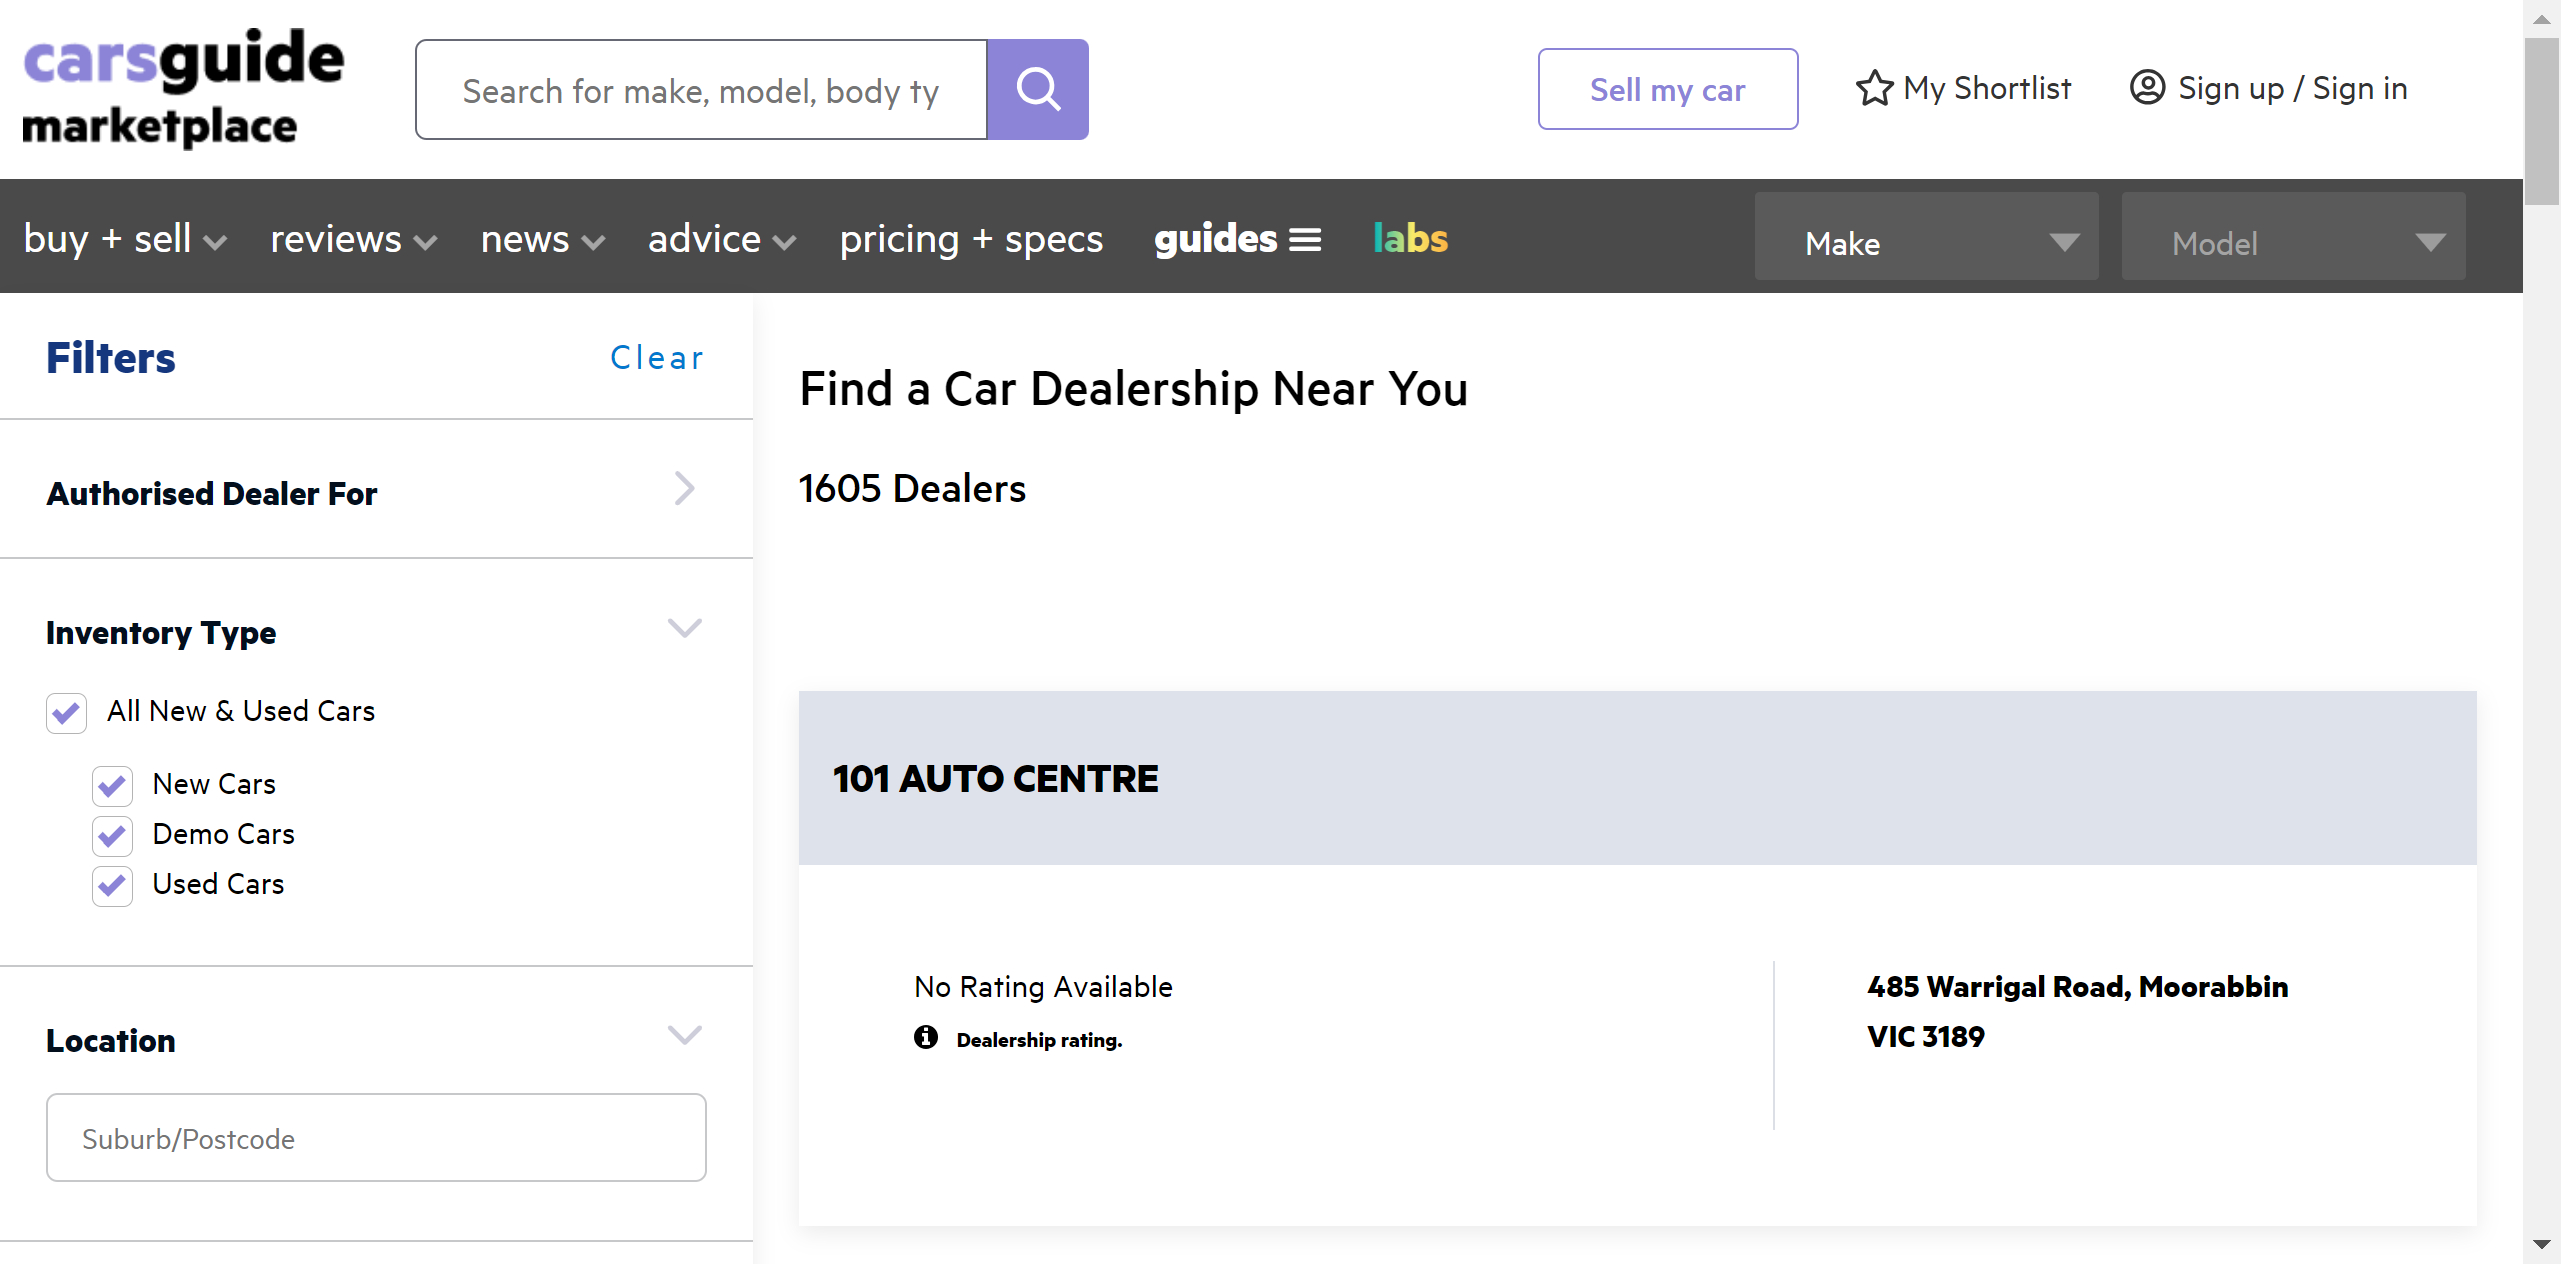 carsguide
marketplace
Search for make, model, body ty
Sell my car
My Shortlist
Sign up / Sign in
buy + sell
reviews
news
advice
pricing + specs
guides
labs
Make
Model
Filters
Clear
Authorised Dealer For
Inventory Type
All New & Used Cars
New Cars
Demo Cars
Used Cars
Location
Suburb/Postcode
Find a Car Dealership Near You
1605 Dealers
101 AUTO CENTRE
No Rating Available
Dealership rating.
485 Warrigal Road, Moorabbin
VIC 3189